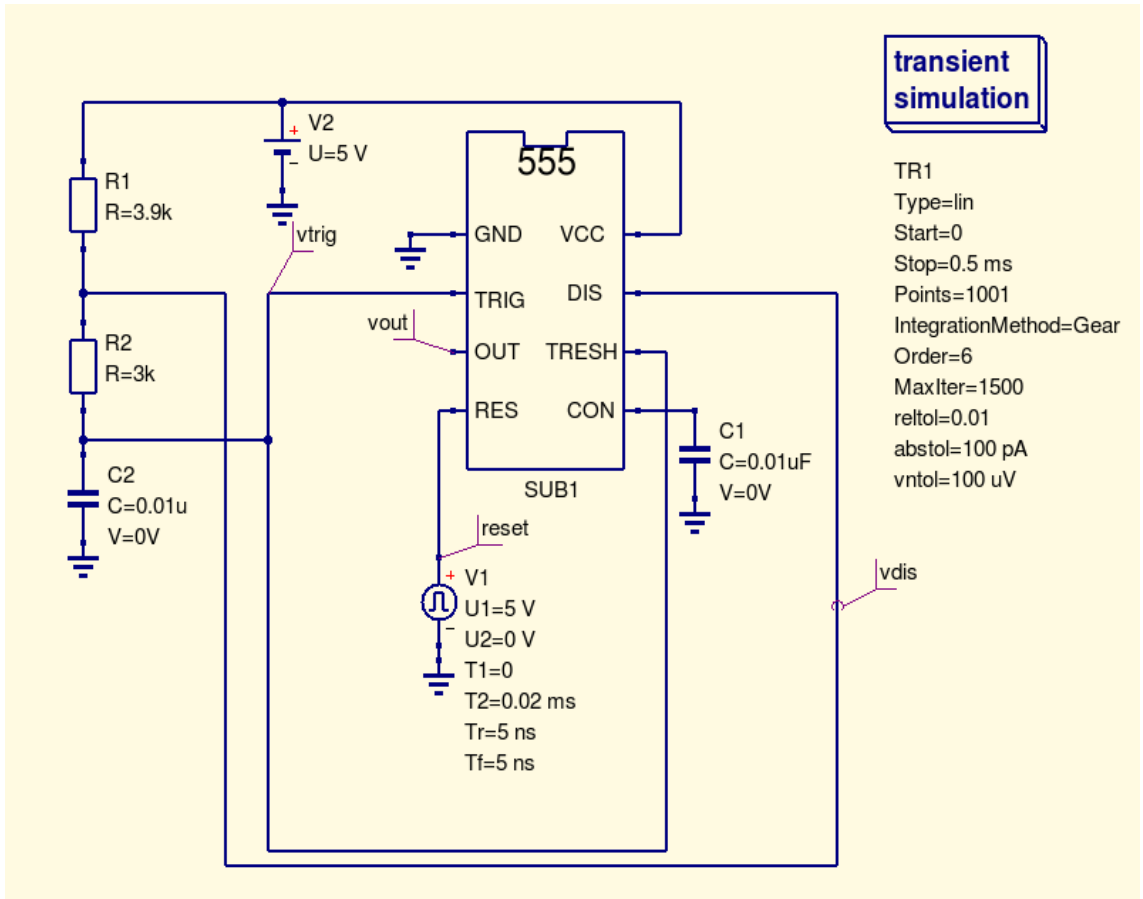 transient
simulation
V2
U=5 V
555
R1
R=3.9k
TR1
Type=lin
Start=0
Stop=0.5 ms
Points=1001
IntegrationMethod=Gear
Order=6
MaxIter=1500
reltol=0.01
abstol=100 pA
vntol=100 uV
vtrig
GND
VCC
TRIG
DIS
vout
OUT
TRESH
R2
R=3k
RES
CON
C1
C=0.01uF
V=0V
C2
C=0.01u
V=0V
SUB1
reset
vdis
V1
U1=5 V
U2=0 V
T1=0
T2=0.02 ms
Tr=5 ns
Tf=5 ns